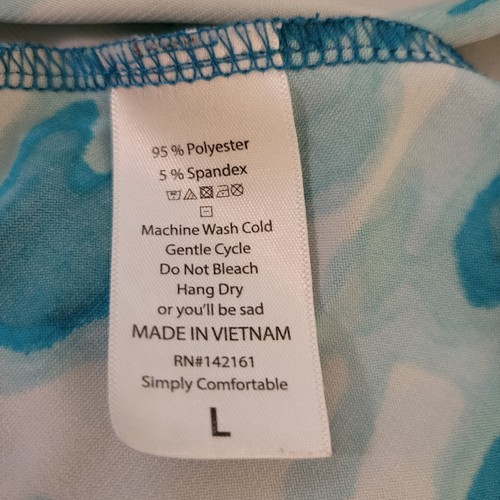 95 % Polyester
5 % Spandex
Machine Wash Cold
Gentle Cycle
Do Not Bleach
Hang Dry
or you'll be sad
MADE IN VIETNAM
RN#142161
Simply Comfortable
L